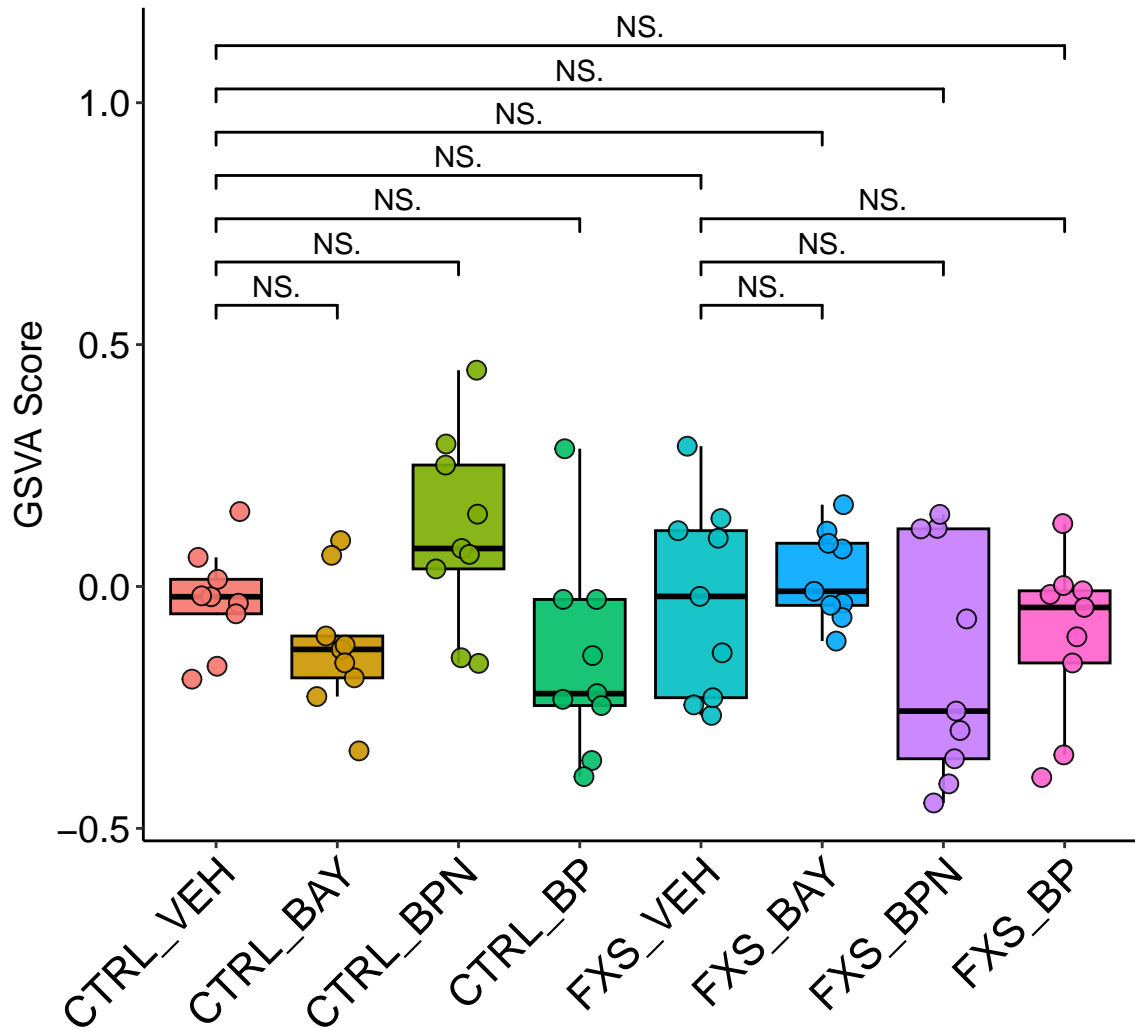 NS.
NS.
NS.
NS.
NS.
NS.
NS.
NS.
NS.
NS.
1.0
0.5
0.0
−0.5
GSVA Score
CTRL_VEH
CTRL_BAY
CTRL_BPN
CTRL_BP
FXS_VEH
FXS_BAY
FXS_BPN
FXS_BP